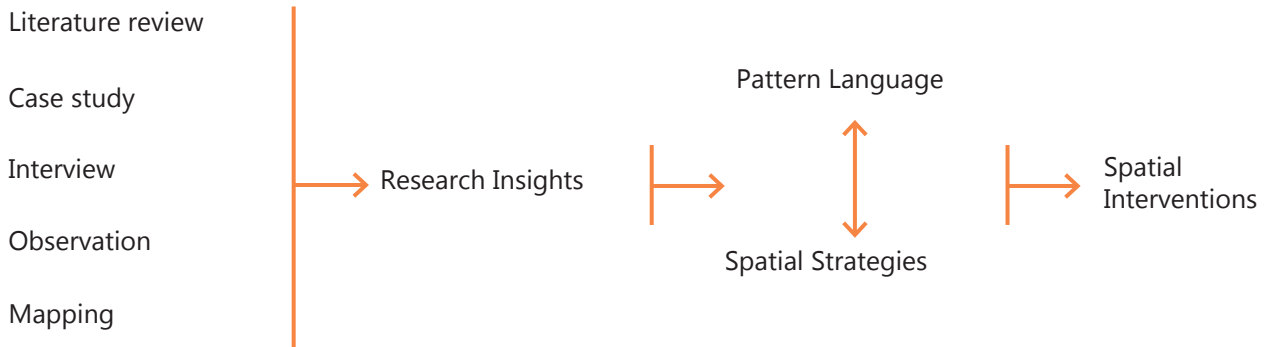 Literature review
Case study
Interview
Observation
Mapping
Research Insights
Pattern Language
Spatial Strategies
Spatial
Interventions